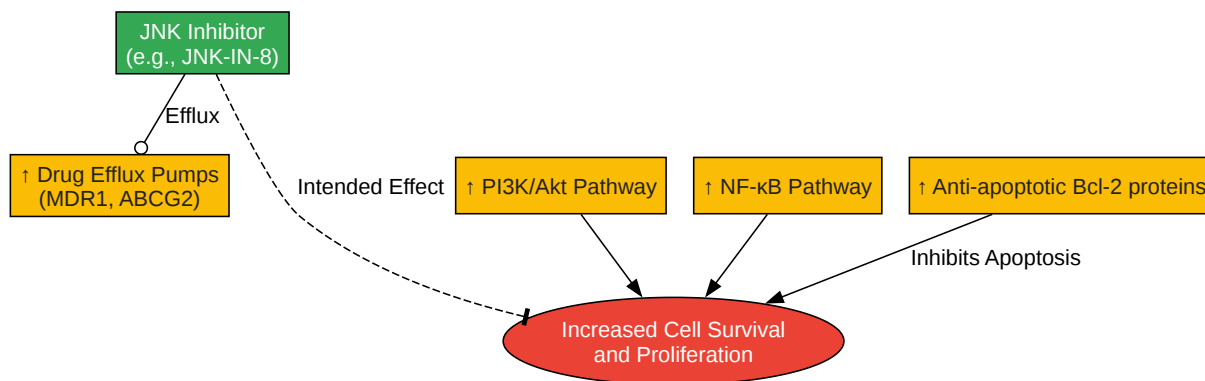 JNK Inhibitor
(e.g., JNK-IN-8)
Efflux
↑ Drug Efflux Pumps
(MDR1, ABCG2)
Intended Effect
↑ PI3K/Akt Pathway
↑ NF-κB Pathway
↑ Anti-apoptotic Bcl-2 proteins
Inhibits Apoptosis
Increased Cell Survival
and Proliferation